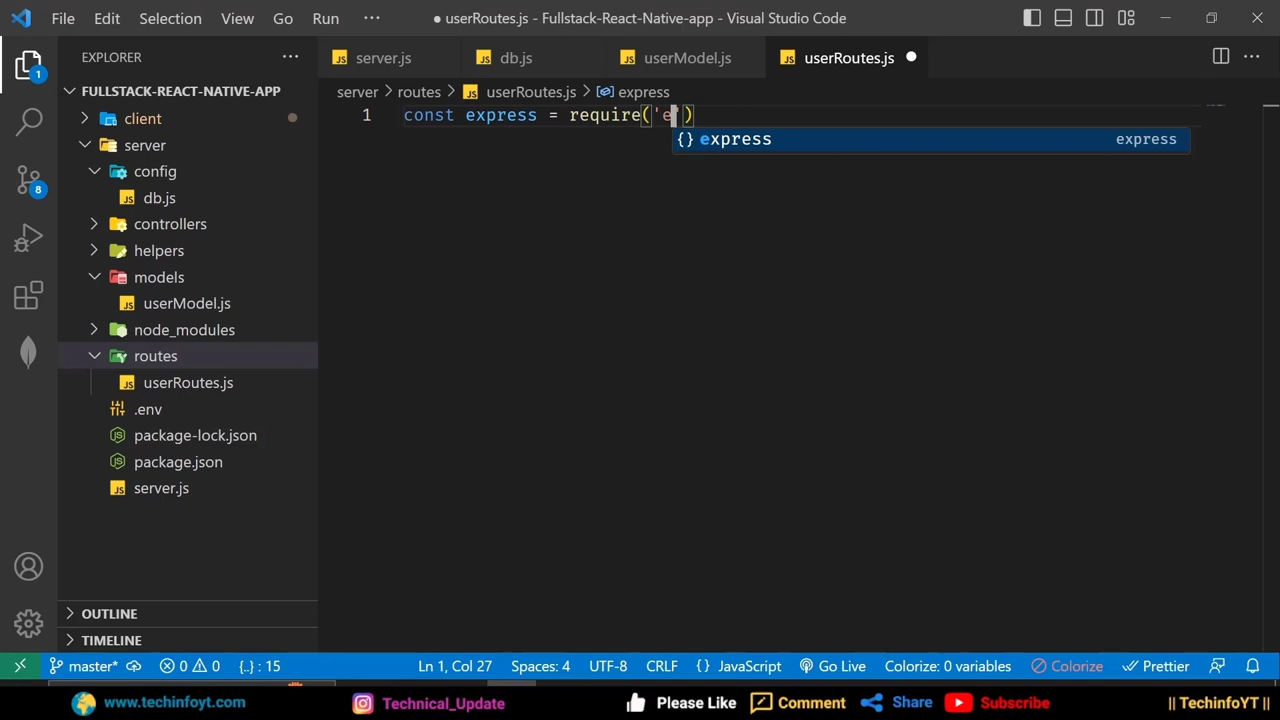 File Edit Selection View Go Run ··· ● userRoutes.js - Fullstack-React-Native-app - Visual Studio Code
EXPLORER ···
server.js db.js userModel.js userRoutes.js ● ···
FULLSTACK-REACT-NATIVE-APP
server > routes > userRoutes.js > express
1 const express = require('e')
{} express express
1
client
server
config
db.js
controllers
8
helpers
models
userModel.js
node_modules
routes
userRoutes.js
.env
package-lock.json
package.json
server.js
OUTLINE
TIMELINE
master* 0 0 {..} : 15 Ln 1, Col 27 Spaces: 4 UTF-8 CRLF {} JavaScript Go Live Colorize: 0 variables Colorize Prettier
www.techinfoyt.com Technical_Update Please Like Comment Share Subscribe || TechinfoYT ||